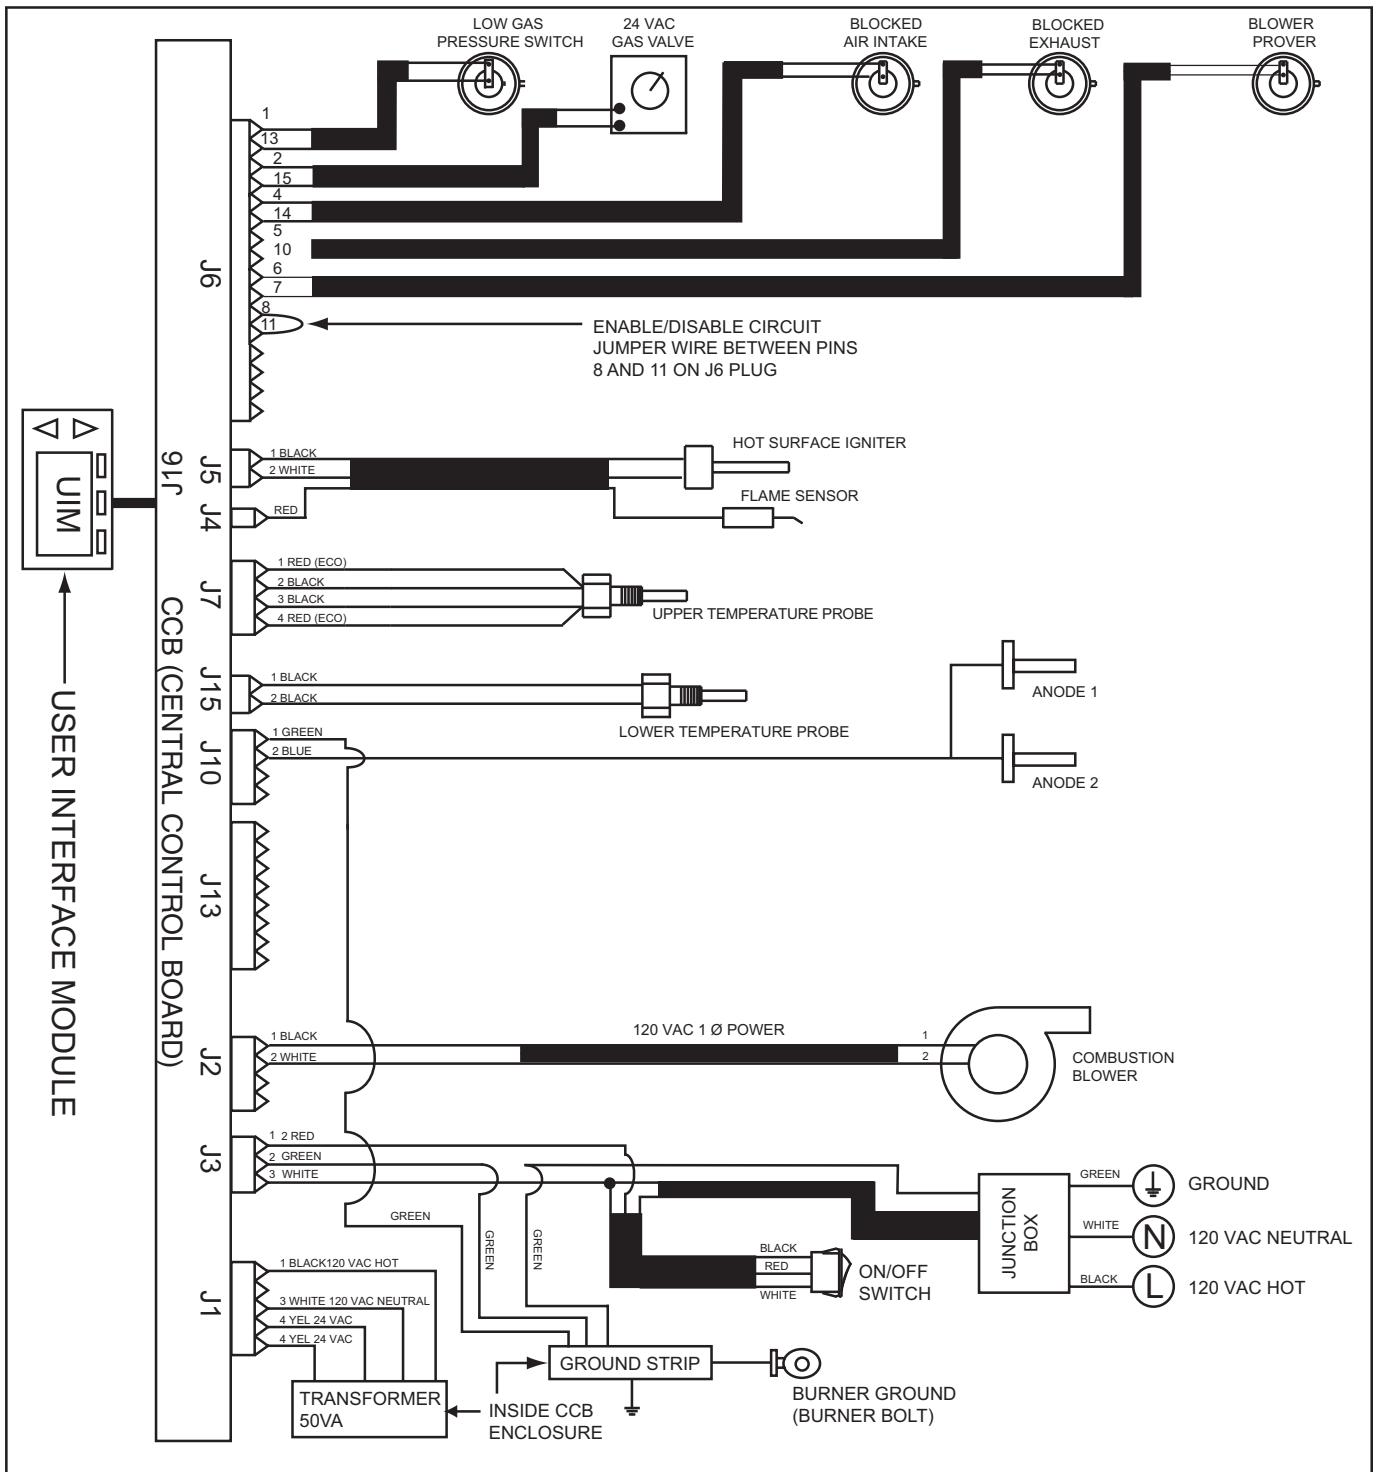 LOW GAS
PRESSURE SWITCH
24 VAC
GAS VALVE
BLOCKED
AIR INTAKE
BLOCKED
EXHAUST
BLOWER
PROVER
1
13
2
15
4
14
5
10
6
7
8
11
J6
ENABLE/DISABLE CIRCUIT
JUMPER WIRE BETWEEN PINS
8 AND 11 ON J6 PLUG
UIM
USER INTERFACE MODULE
J16
CCB (CENTRAL CONTROL BOARD)
J5
1 BLACK
2 WHITE
HOT SURFACE IGNITER
J4
RED
FLAME SENSOR
J7
1 RED (ECO)
2 BLACK
3 BLACK
4 RED (ECO)
UPPER TEMPERATURE PROBE
J15
1 BLACK
2 BLACK
LOWER TEMPERATURE PROBE
ANODE 1
J10
1 GREEN
2 BLUE
ANODE 2
J13
J2
1 BLACK
2 WHITE
120 VAC 1 Ø POWER
1
2
COMBUSTION
BLOWER
J3
1 2 RED
2 GREEN
3 WHITE
GREEN
GREEN
GREEN
BLACK
RED
WHITE
ON/OFF
SWITCH
JUNCTION
BOX
GREEN
GROUND
WHITE
N
120 VAC NEUTRAL
BLACK
L
120 VAC HOT
J1
1 BLACK120 VAC HOT
3 WHITE 120 VAC NEUTRAL
4 YEL 24 VAC
4 YEL 24 VAC
TRANSFORMER
50VA
INSIDE CCB
ENCLOSURE
GROUND STRIP
BURNER GROUND
(BURNER BOLT)